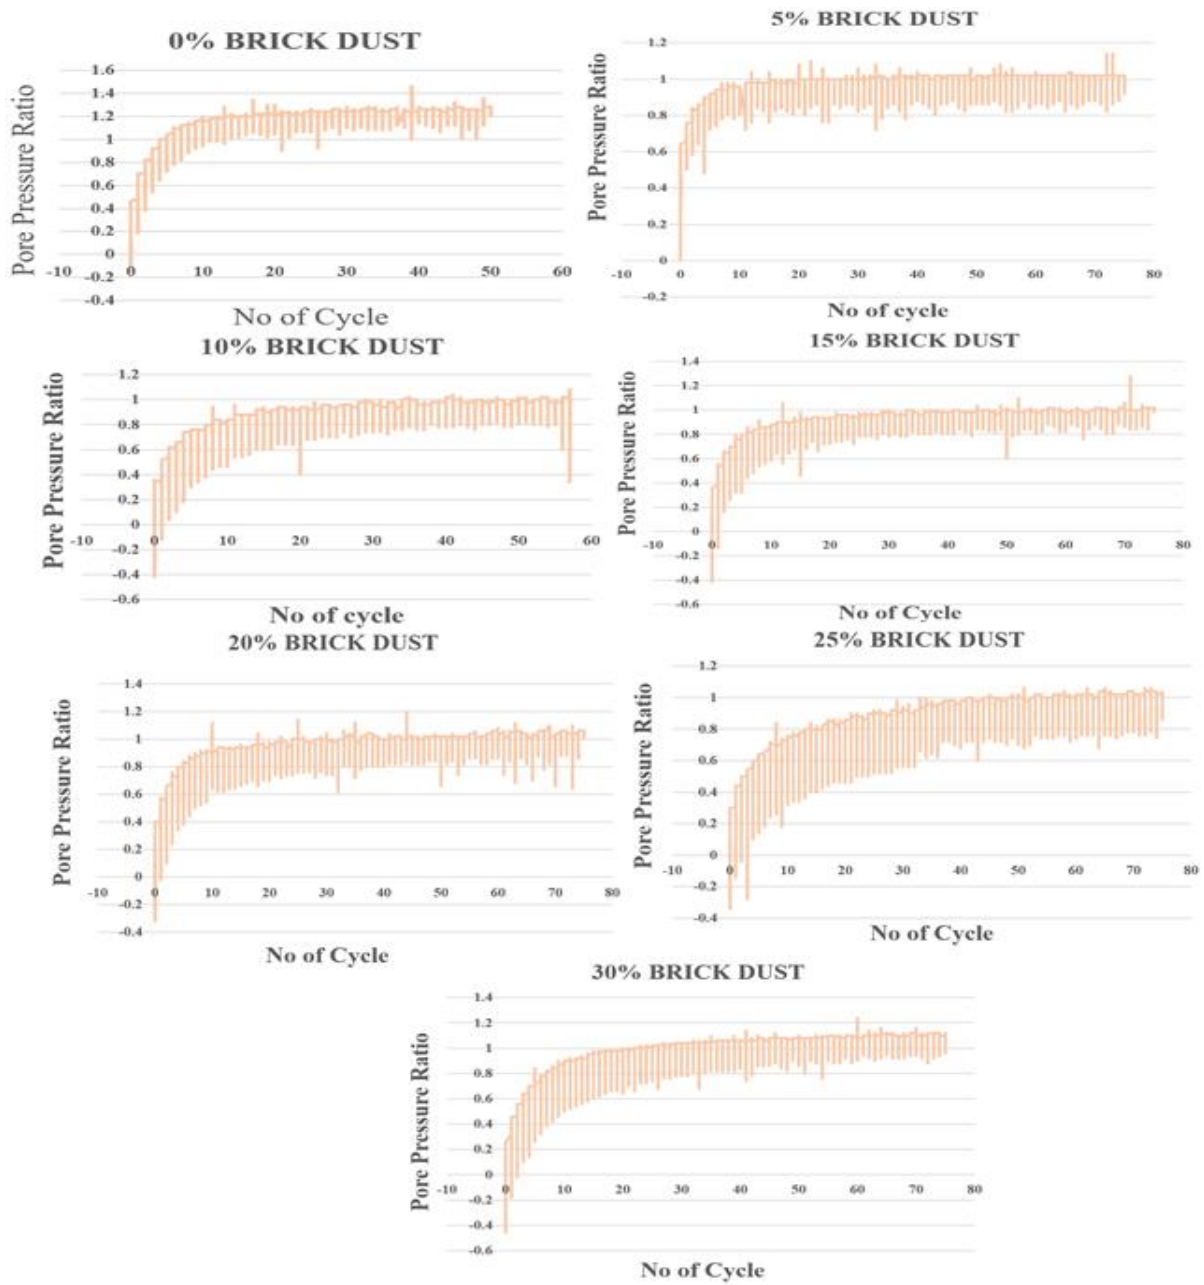 0% BRICK DUST
Pore Pressure Ratio
1.6
1.4
1.2
1
0.8
0.6
0.4
0.2
0
-0.2
-0.4
-10 0 10 20 30 40 50 60
No of Cycle
5% BRICK DUST
Pore Pressure Ratio
1.2
1
0.8
0.6
0.4
0.2
0
-0.2
-10 0 10 20 30 40 50 60 70 80
No of cycle
10% BRICK DUST
Pore Pressure Ratio
1.2
1
0.8
0.6
0.4
0.2
0
-0.2
-0.4
-0.6
-10 0 10 20 30 40 50 60
No of cycle
15% BRICK DUST
Pore Pressure Ratio
1.4
1.2
1
0.8
0.6
0.4
0.2
0
-0.2
-0.4
-0.6
-10 0 10 20 30 40 50 60 70 80
No of Cycle
20% BRICK DUST
Pore Pressure Ratio
1.4
1.2
1
0.8
0.6
0.4
0.2
0
-0.2
-0.4
-10 0 10 20 30 40 50 60 70 80
No of Cycle
25% BRICK DUST
Pore Pressure Ratio
1.2
1
0.8
0.6
0.4
0.2
0
-0.2
-0.4
-10 0 10 20 30 40 50 60 70 80
No of Cycle
30% BRICK DUST
Pore Pressure Ratio
1.4
1.2
1
0.8
0.6
0.4
0.2
0
-0.2
-0.4
-0.6
-10 0 10 20 30 40 50 60 70 80
No of Cycle